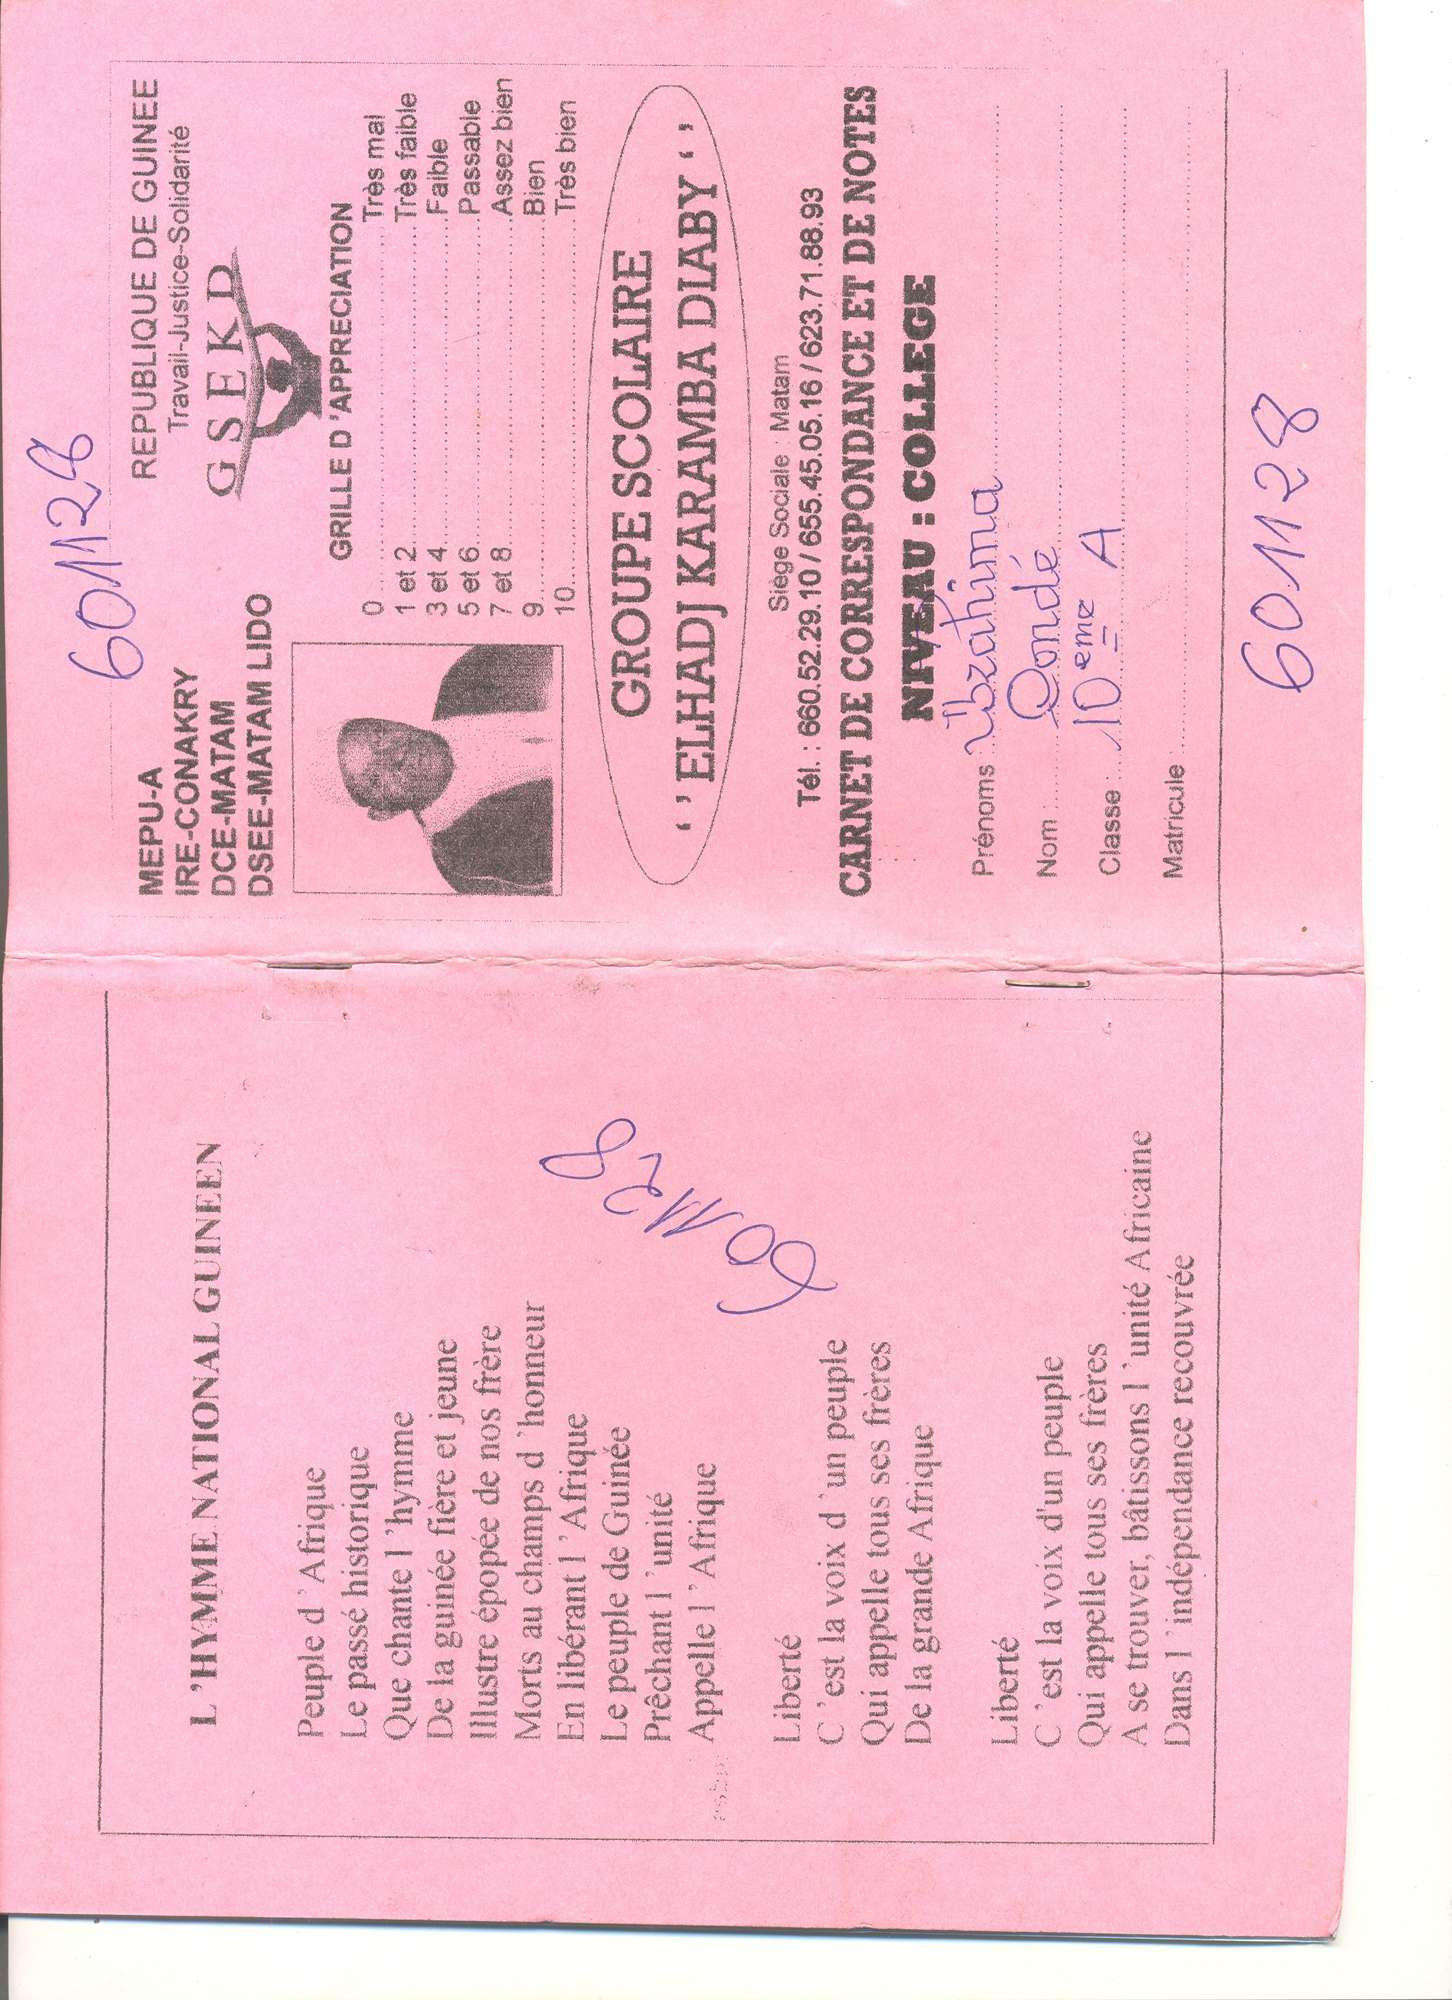 L ’HYMME NATIONAL GUINEEN
Peuple d ’ Afrique
Le passé historique
Que chante l ’hymme
De la guinée fière et jeune
Illustre épopée de nos frère
Morts au champs d ’honneur
En libérant l ’ Afrique
Le peuple de Guinée
Prêchant l ’unité
Appelle l ’ Afrique
Liberté
C ’est la voix d ’un peuple
Qui appelle tous ses frères
De la grande Afrique
Liberté
C ’est la voix d'un peuple
Qui appelle tous ses frères
A se trouver, bâtissons l ’unité Africaine
Dans l ’indépendance recouvrée
601128
601128
MEPU-A
IRE-CONAKRY
DCE-MATAM
DSEE-MATAM LIDO
REPUBLIQUE DE GUINEE
Travail-Justice-Solidarité
GSEKD
GRILLE D ’APPRECIATION
0 Très mal
1 et 2 Très faible
3 et 4 Faible
5 et 6 Passable
7 et 8 Assez bien
9 Bien
10 Très bien
GROUPE SCOLAIRE
‘ ’ELHADJ KARAMBA DIABY ‘ ’
Siège Sociale : Matam
Tél. : 660.52.29.10 / 655.45.05.16 / 623.71.88.93
CARNET DE CORRESPONDANCE ET DE NOTES
NIVEAU : COLLEGE
Prénoms : Ibrahima
Nom : Condé
Classe : 10ème A
Matricule :
601128